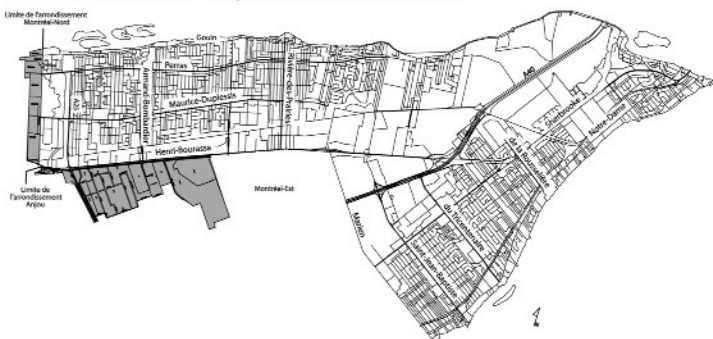 Limite de l'arrondissement
Montréal-Nord
Gouin
Perras
A25
Armand-Bombardier
Rivière-des-Prairies
Maurice-Duplessis
Henri-Bourassa
A40
Sherbrooke
Notre-Dame
de la Rousselière
du Tricentenaire
Saint-Jean-Baptiste
Marien
Montréal-Est
Limite de
l'arrondissement
Anjou